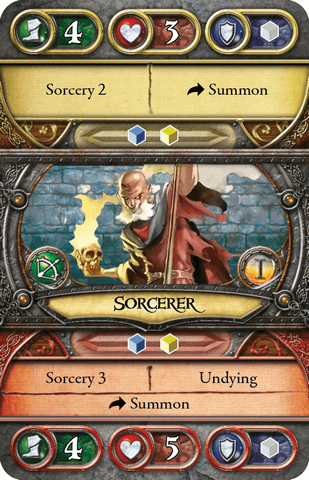 4 3
Sorcery 2 Summon
I
SORCERER
Sorcery 3 Undying
Summon
4 5